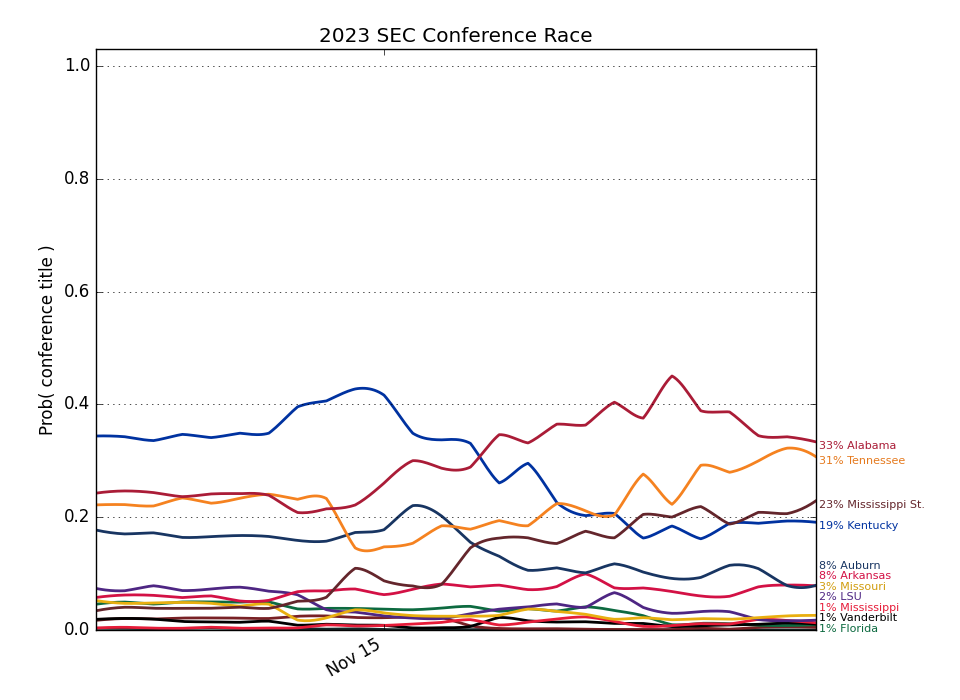 2023 SEC Conference Race
Prob( conference title )
1.0
0.8
0.6
0.4
0.2
0.0
Nov 15
33% Alabama
31% Tennessee
23% Mississippi St.
19% Kentucky
8% Auburn
8% Arkansas
3% Missouri
2% LSU
1% Mississippi
1% Vanderbilt
1% Florida